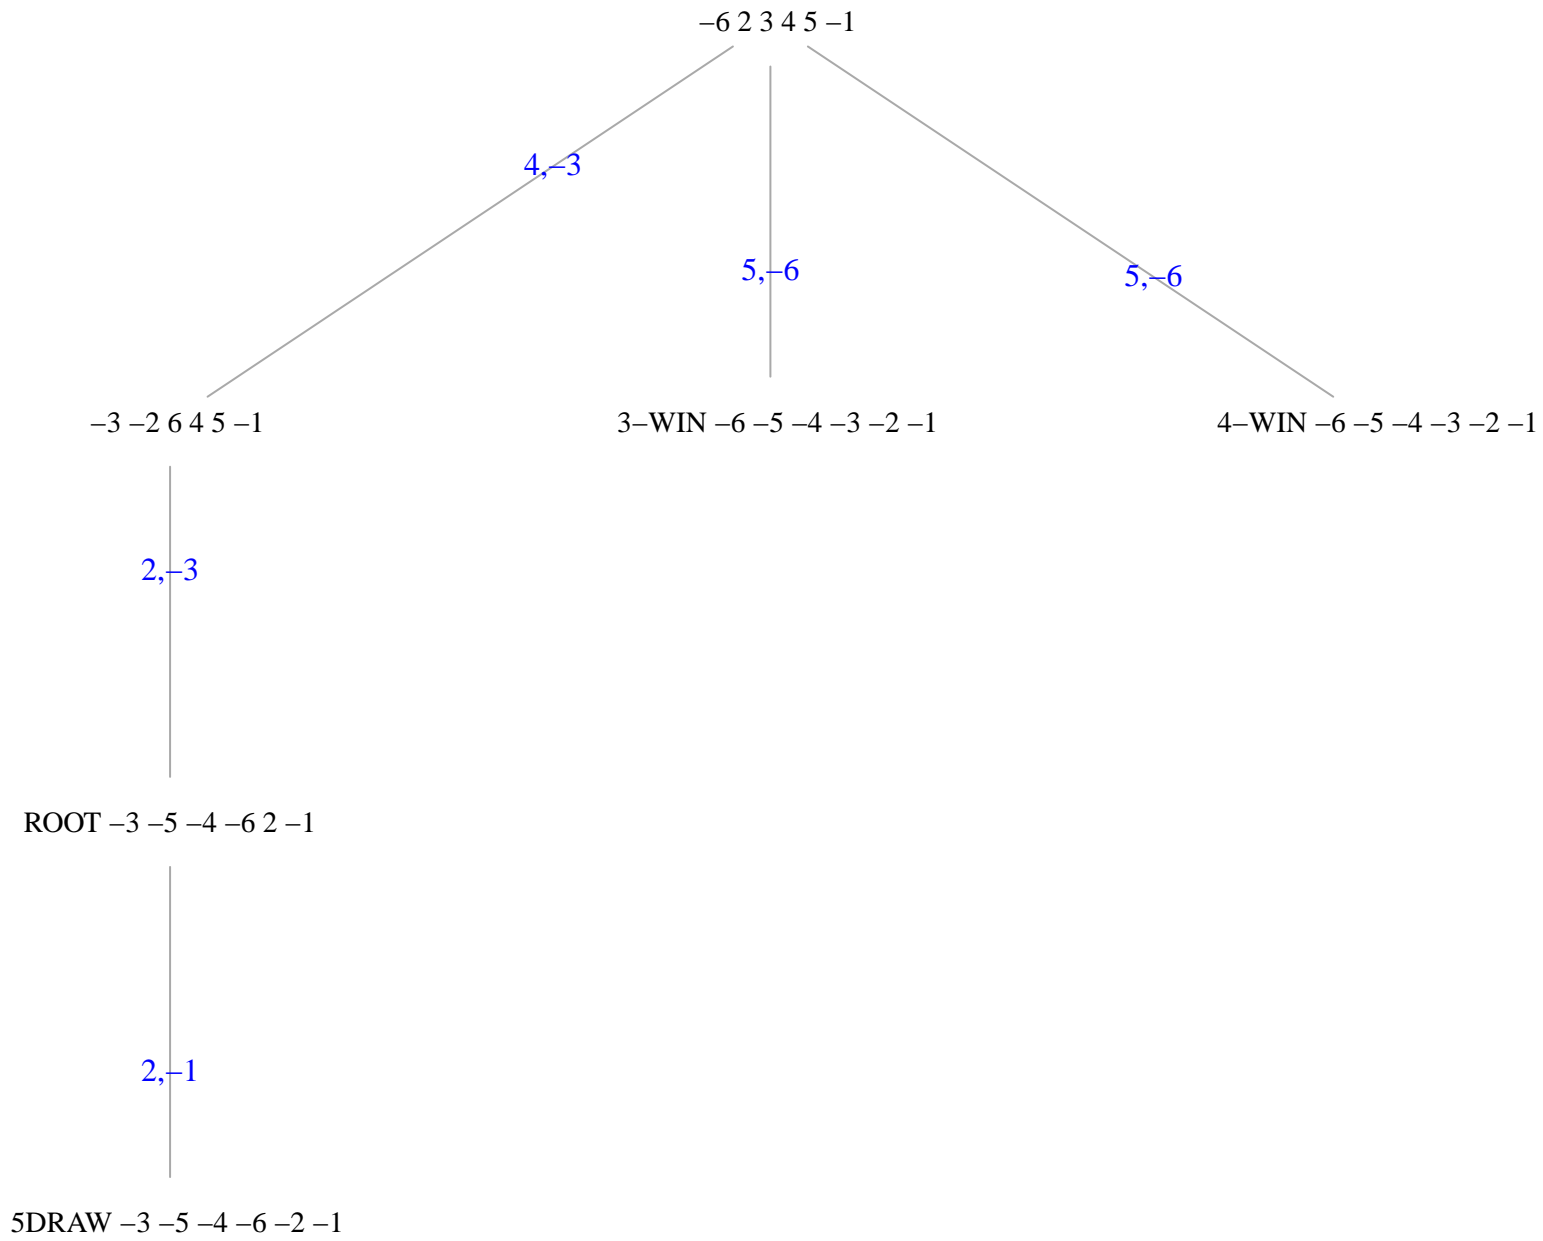 −6 2 3 4 5 −1
4,−3
5,−6
5,−6
−3 −2 6 4 5 −1
3−WIN −6 −5 −4 −3 −2 −1
4−WIN −6 −5 −4 −3 −2 −1
2,−3
ROOT −3 −5 −4 −6 2 −1
2,−1
5DRAW −3 −5 −4 −6 −2 −1